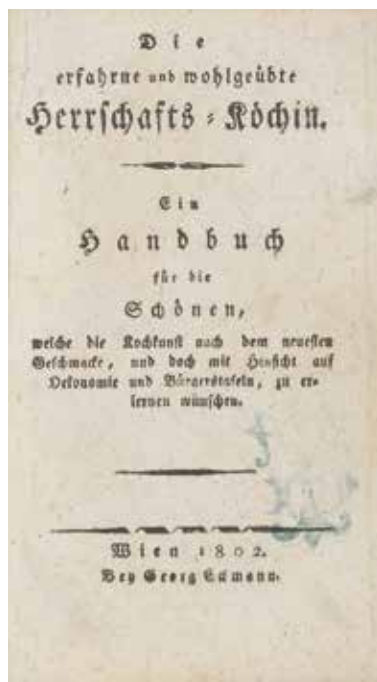 Die
erfahrne und wohlgeübte
Herrschafts-Köchin.
Ein
Handbuch
für die
Schönen,
welche die Kochkunst nach dem neuesten
Geschmacke, und doch mit Hinsicht auf
Oekonomie und Bürgerstafeln, zu er-
lernen wünschen.
Wien 1802.
Bey Georg